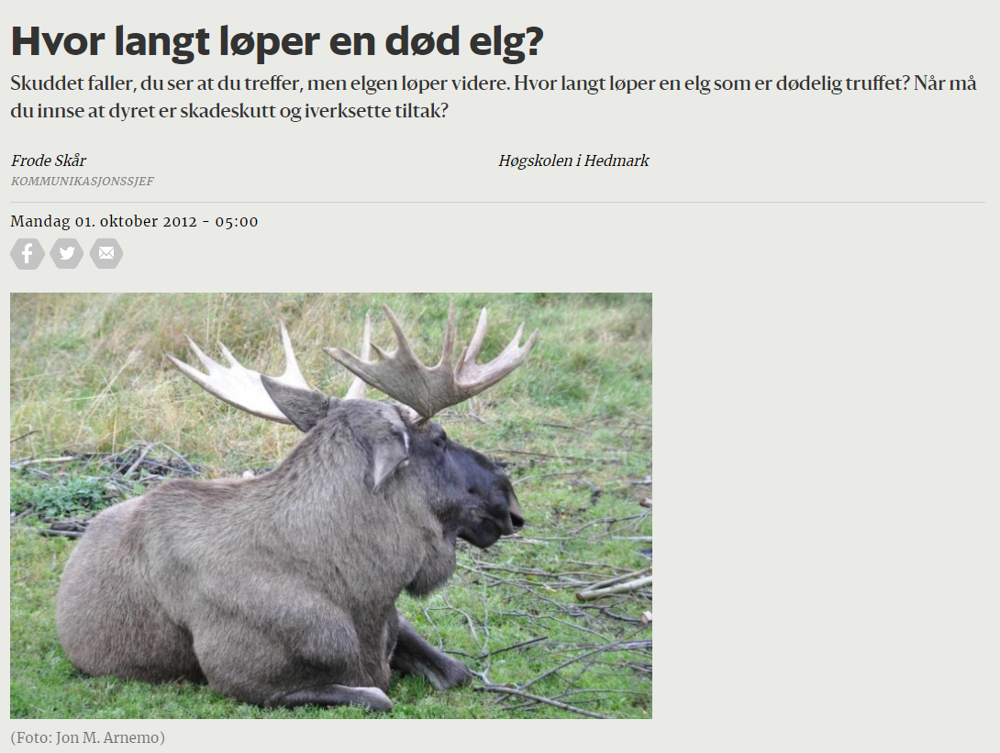 Hvor langt løper en død elg?
Skuddet faller, du ser at du treffer, men elgen løper videre. Hvor langt løper en elg som er dødelig truffet? Når må
du innse at dyret er skadeskutt og iverksette tiltak?
Frode Skår
KOMMUNIKASJONSSJEF
Høgskolen i Hedmark
Mandag 01. oktober 2012 - 05:00
(Foto: Jon M. Arnemo)